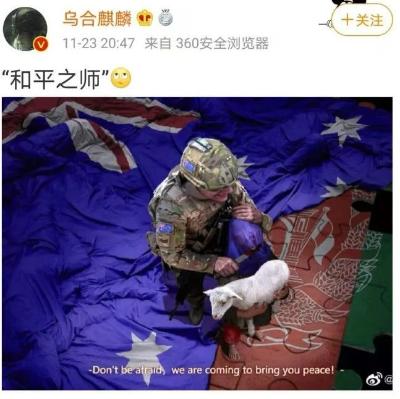 乌合麒麟
+关注
11-23 20:47 来自 360安全浏览器
“和平之师”
-Don't be afraid, we are coming to bring you peace! -